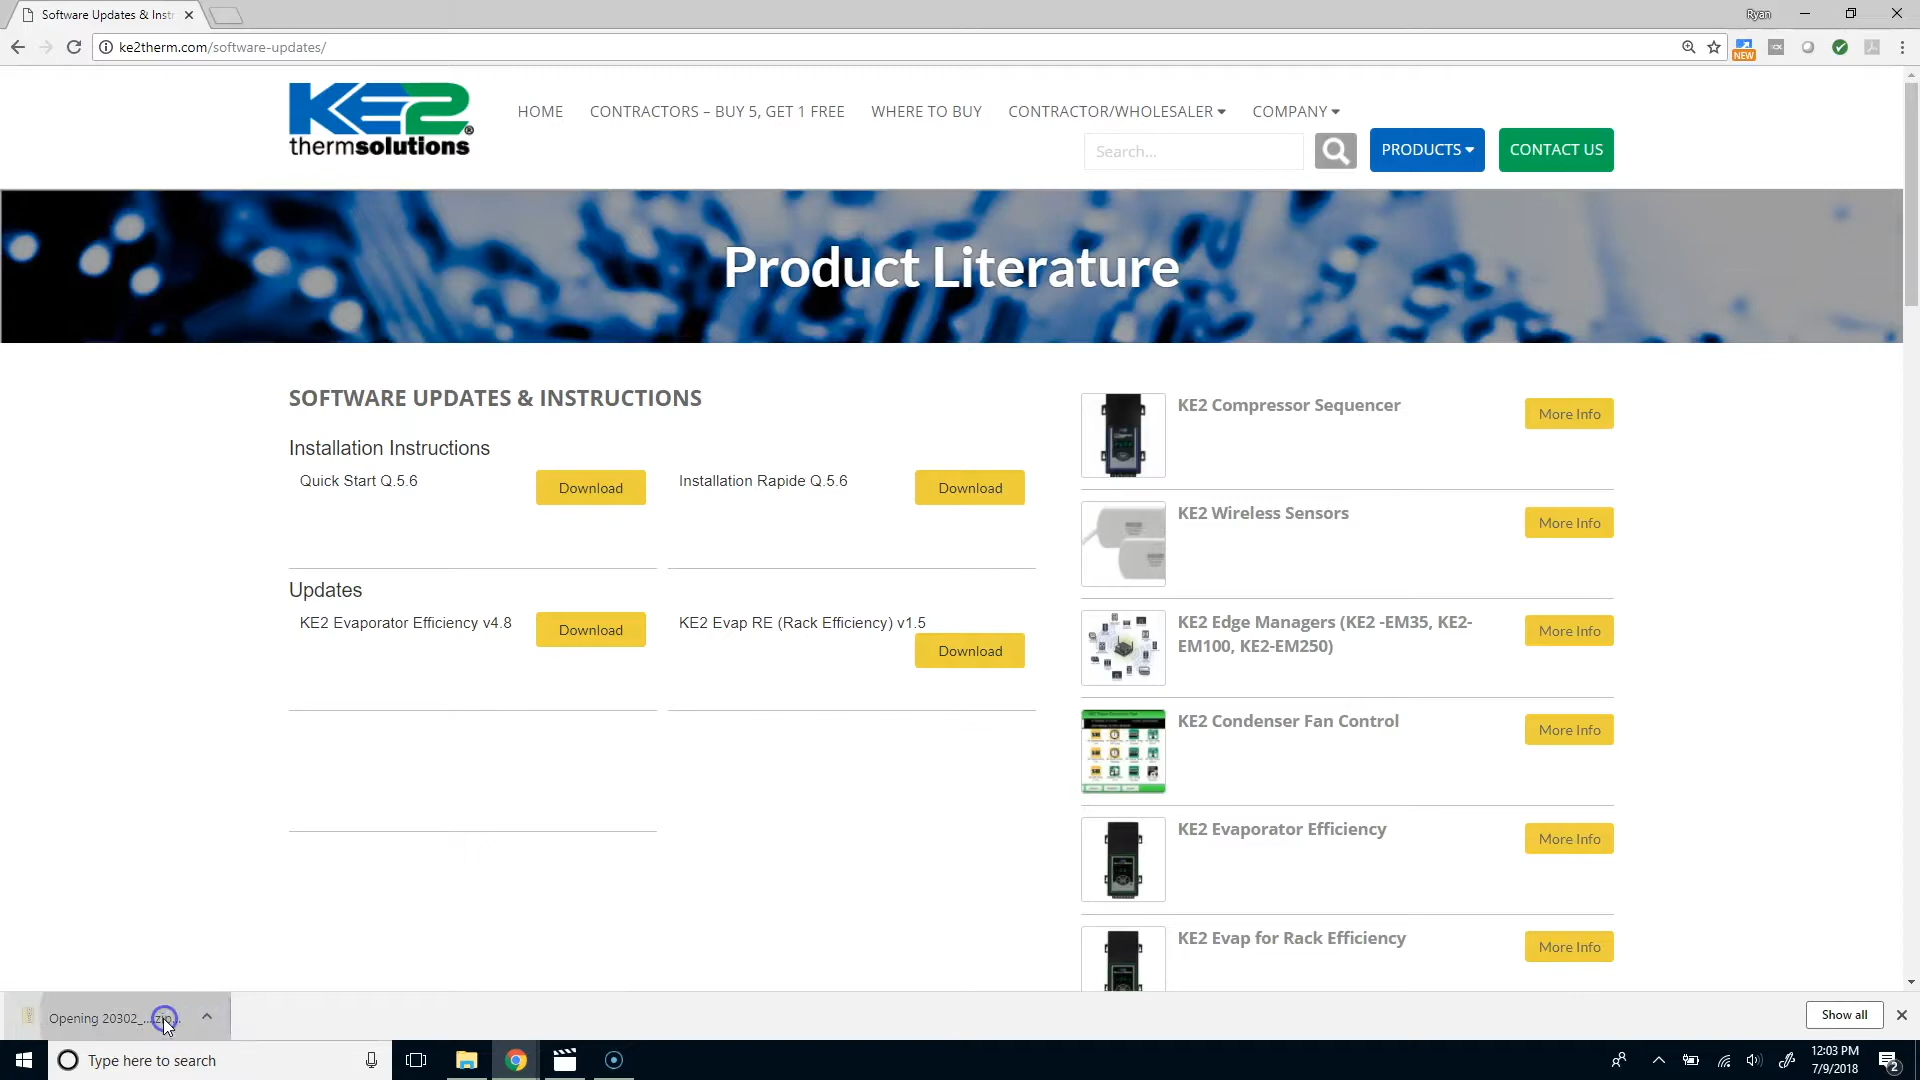 Software Updates & Instr
Ryan
ke2therm.com/software-updates/
NEW
KE2
thermsolutions
HOME
CONTRACTORS – BUY 5, GET 1 FREE
WHERE TO BUY
CONTRACTOR/WHOLESALER
COMPANY
Search...
PRODUCTS
CONTACT US
Product Literature
SOFTWARE UPDATES & INSTRUCTIONS
Installation Instructions
Quick Start Q.5.6
Download
Installation Rapide Q.5.6
Download
Updates
KE2 Evaporator Efficiency v4.8
Download
KE2 Evap RE (Rack Efficiency) v1.5
Download
KE2 Compressor Sequencer
More Info
KE2 Wireless Sensors
More Info
KE2 Edge Managers (KE2 -EM35, KE2-
EM100, KE2-EM250)
More Info
KE2 Condenser Fan Control
More Info
KE2 Evaporator Efficiency
More Info
KE2 Evap for Rack Efficiency
More Info
Opening 20302_...zip...
Show all
Type here to search
12:03 PM
7/9/2018
2